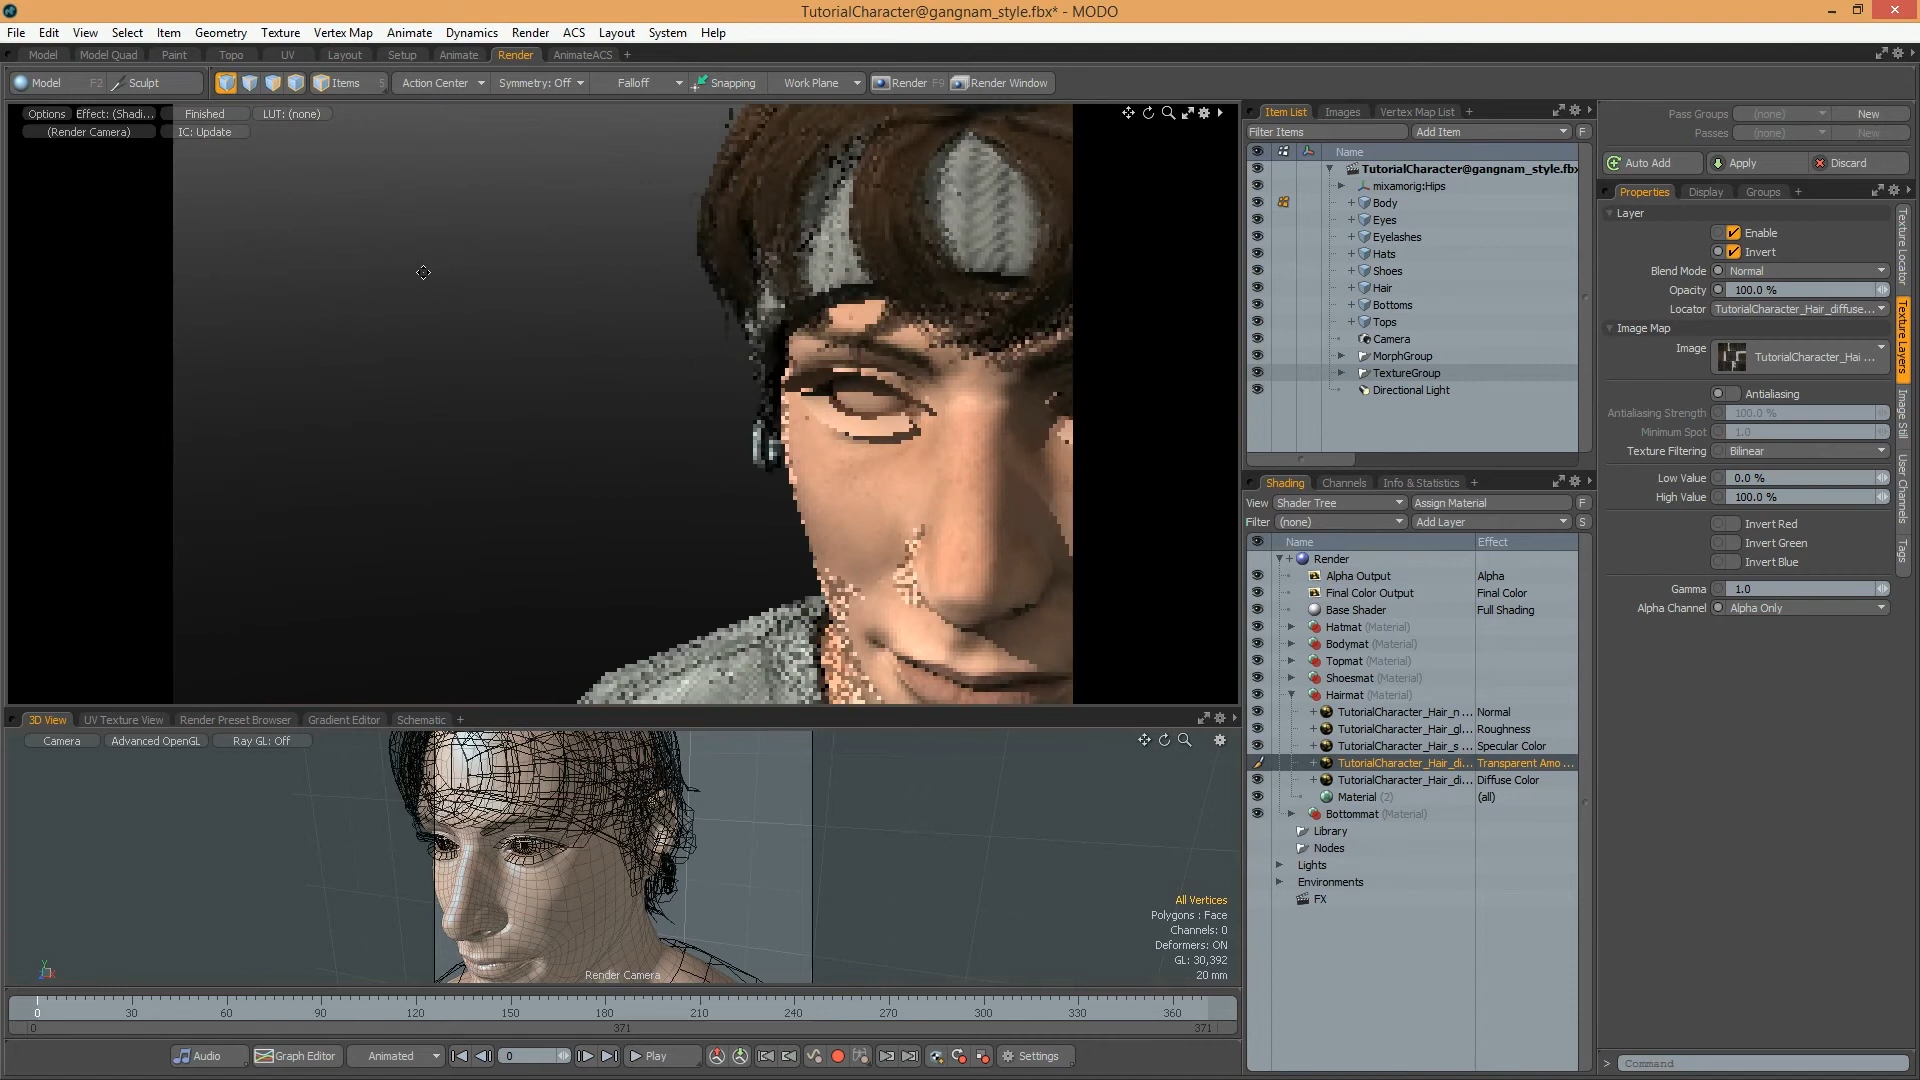 TutorialCharacter@gangnam_style.fbx* - MODO
File Edit View Select Item Geometry Texture Vertex Map Animate Dynamics Render ACS Layout System Help
Model Model Quad Paint Topo UV Layout Setup Animate Render AnimateACS +
Model F2 Sculpt Items 5 Action Center Symmetry: Off Falloff Snapping Work Plane Render F9 Render Window
Options Effect: (Shadi... Finished LUT: (none)
(Render Camera) IC: Update
Item List Images Vertex Map List +
Filter Items Add Item F
Name
TutorialCharacter@gangnam_style.fbx
mixamorig:Hips
Body
Eyes
Eyelashes
Hats
Shoes
Hair
Bottoms
Tops
Camera
MorphGroup
TextureGroup
Directional Light
Shading Channels Info & Statistics +
View Shader Tree Assign Material F
Filter (none) Add Layer S
Name Effect
Render
Alpha Output Alpha
Final Color Output Final Color
Base Shader Full Shading
Hatmat (Material)
Bodymat (Material)
Topmat (Material)
Shoesmat (Material)
Hairmat (Material)
TutorialCharacter_Hair_n ... Normal
TutorialCharacter_Hair_gl... Roughness
TutorialCharacter_Hair_s ... Specular Color
TutorialCharacter_Hair_di... Transparent Amo ...
TutorialCharacter_Hair_di... Diffuse Color
Material (2) (all)
Bottommat (Material)
Library
Nodes
Lights
Environments
FX
Pass Groups (none) New
Passes (none) New
Auto Add Apply Discard
Properties Display Groups +
Layer
Enable
Invert
Blend Mode Normal
Opacity 100.0 %
Locator TutorialCharacter_Hair_diffuse...
Image Map
Image TutorialCharacter_Hai ...
Antialiasing
Antialiasing Strength 100.0 %
Minimum Spot 1.0
Texture Filtering Bilinear
Low Value 0.0 %
High Value 100.0 %
Invert Red
Invert Green
Invert Blue
Gamma 1.0
Alpha Channel Alpha Only
Texture Locator
Texture Layers
Image Still
User Channels
Tags
3D View UV Texture View Render Preset Browser Gradient Editor Schematic +
Camera Advanced OpenGL Ray GL: Off
All Vertices
Polygons : Face
Channels: 0
Deformers: ON
GL: 30,392
20 mm
Render Camera
0 30 60 90 120 150 180 210 240 270 300 330 360
0 371 371
Audio Graph Editor Animated 0 Play Settings
Command